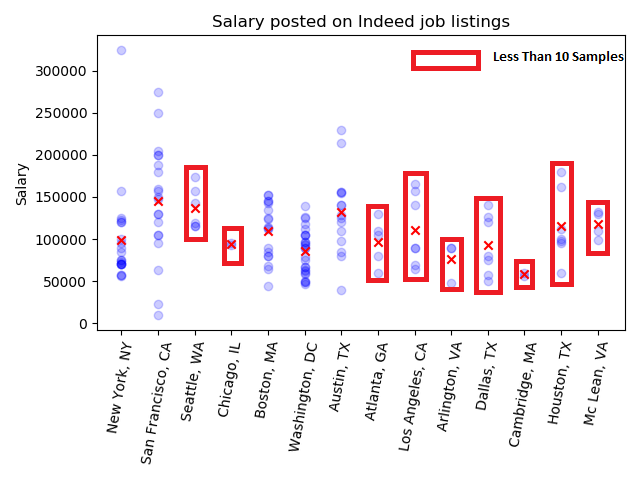 Salary posted on Indeed job listings
Less Than 10 Samples
Salary
300000
250000
200000
150000
100000
50000
0
New York, NY
San Francisco, CA
Seattle, WA
Chicago, IL
Boston, MA
Washington, DC
Austin, TX
Atlanta, GA
Los Angeles, CA
Arlington, VA
Dallas, TX
Cambridge, MA
Houston, TX
Mc Lean, VA